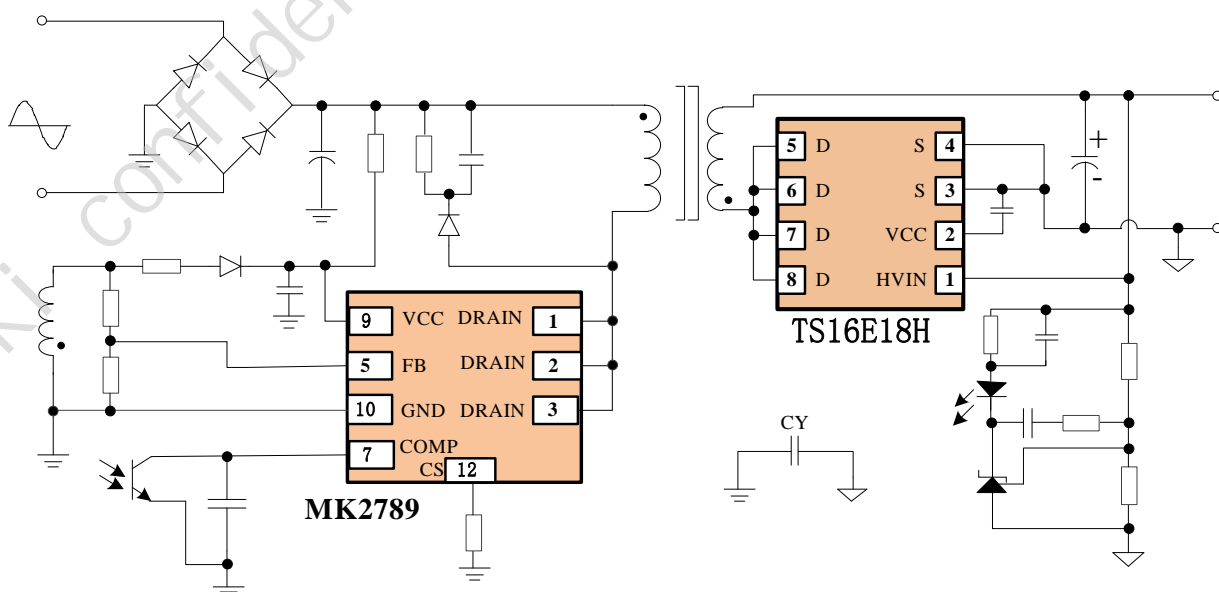 ki confiden
5 D S 4
6 D S 3
7 D VCC 2
8 D HVIN 1
TS16E18H
+
-
9 VCC DRAIN 1
5 FB DRAIN 2
10 GND DRAIN 3
7 COMP
CS 12
MK2789
CY